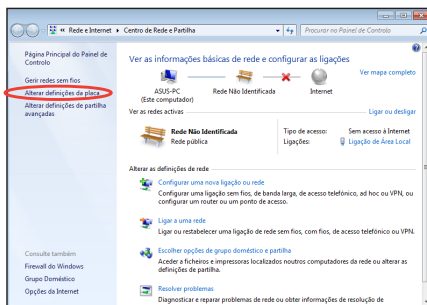 « Rede e Internet ▸ Centro de Rede e Partilha
Procurar no Painel de Controlo
Página Principal do Painel de
Controlo
Gerir redes sem fios
Alterar definições da placa
Alterar definições de partilha
avançadas
Ver as informações básicas de rede e configurar as ligações
Ver mapa completo
ASUS-PC
(Este computador)
Rede Não Identificada
Internet
Ver as redes activas
Ligar ou desligar
Rede Não Identificada
Rede pública
Tipo de acesso:
Sem acesso à Internet
Ligações:
Ligação de Área Local
Alterar as definições de rede
Configurar uma nova ligação ou rede
Configurar uma ligação sem fios, de banda larga, de acesso telefónico, ad hoc ou VPN, ou
configurar um router ou um ponto de acesso.
Ligar a uma rede
Ligar ou restabelecer uma ligação de rede sem fios, com fios, de acesso telefónico ou VPN.
Escolher opções de grupo doméstico e partilha
Aceder a ficheiros e impressoras localizados noutros computadores da rede ou alterar as
definições de partilha.
Resolver problemas
Diagnosticar e reparar problemas de rede ou obter informações de resolução de
Consulte também
Firewall do Windows
Grupo Doméstico
Opções da Internet